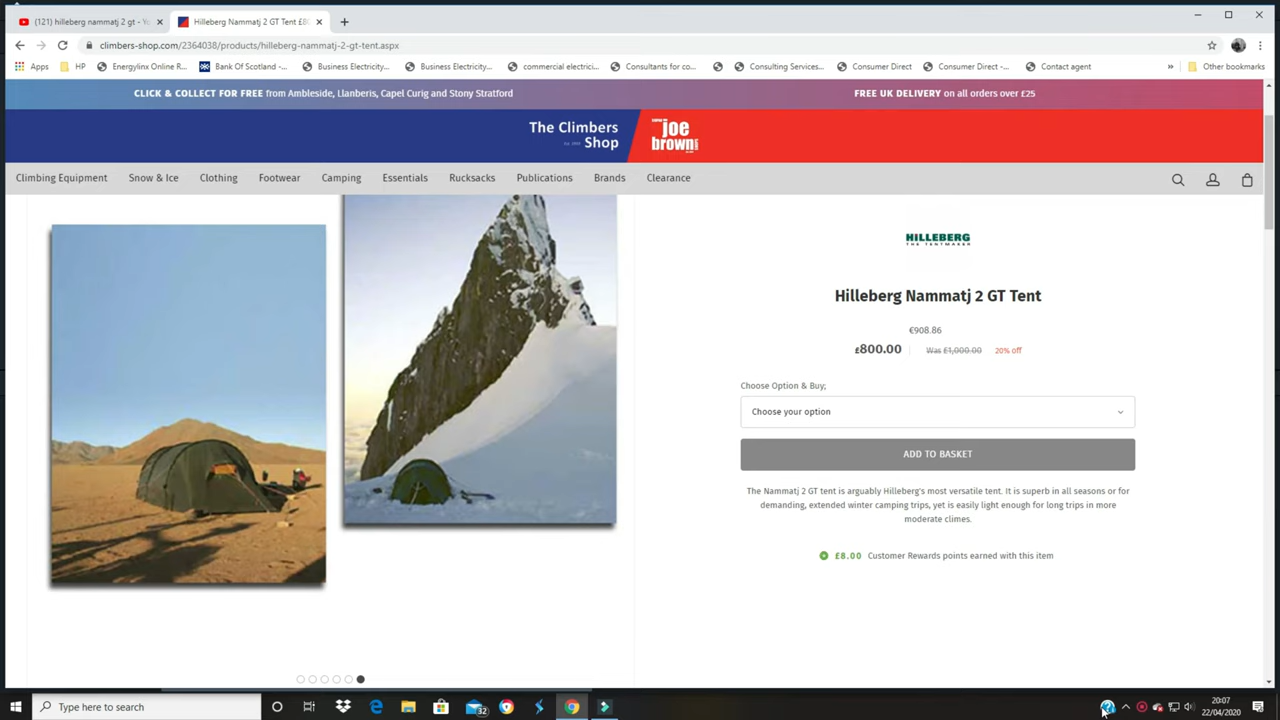 (121) hilleberg nammatj 2 gt - Yo
Hilleberg Nammatj 2 GT Tent £80
climbers-shop.com/2364038/products/hilleberg-nammatj-2-gt-tent.aspx
Apps HP Energylinx Online R... Bank Of Scotland -... Business Electricity... Business Electricity... commercial electrici... Consultants for co... Consulting Services... Consumer Direct Consumer Direct -... Contact agent » Other bookmarks
CLICK & COLLECT FOR FREE from Ambleside, Llanberis, Capel Curig and Stony Stratford
FREE UK DELIVERY on all orders over £25
The Climbers
Shop
joe
brown
Climbing Equipment Snow & Ice Clothing Footwear Camping Essentials Rucksacks Publications Brands Clearance
HILLEBERG
THE TENTMAKER
Hilleberg Nammatj 2 GT Tent
€908.86
£800.00 Was £1,000.00 20% off
Choose Option & Buy;
Choose your option
ADD TO BASKET
The Nammatj 2 GT tent is arguably Hilleberg's most versatile tent. It is superb in all seasons or for
demanding, extended winter camping trips, yet is easily light enough for long trips in more
moderate climes.
£8.00 Customer Rewards points earned with this item
Type here to search
32
20:07
22/04/2020